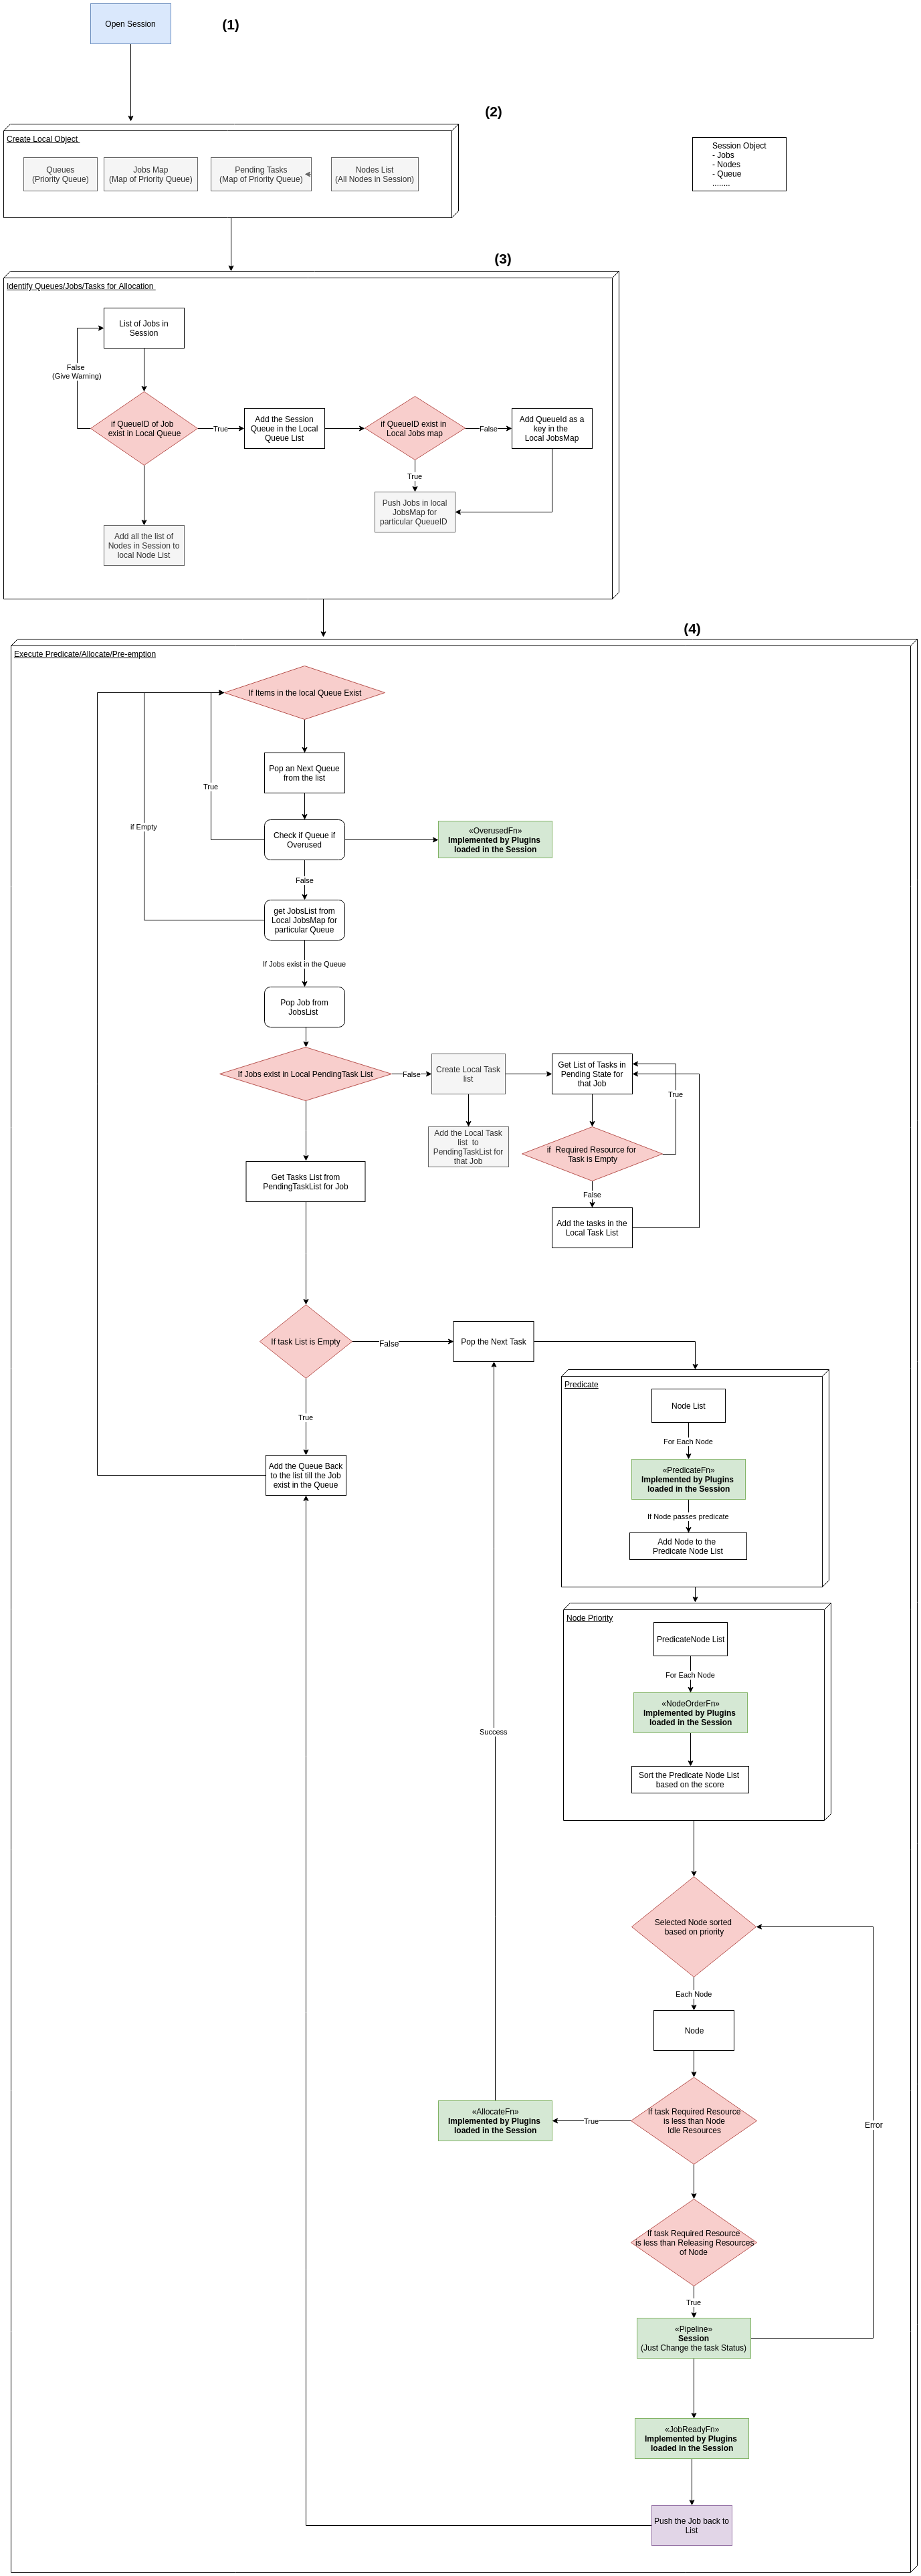 Open Session
(1)
(2)
Create Local Object
Queues
(Priority Queue)
Jobs Map
(Map of Priority Queue)
Pending Tasks
(Map of Priority Queue)
Nodes List
(All Nodes in Session)
Session Object
- Jobs
- Nodes
- Queue
........
(3)
Identify Queues/Jobs/Tasks for Allocation
List of Jobs in
Session
False
(Give Warning)
if QueueID of Job
exist in Local Queue
True
Add the Session
Queue in the Local
Queue List
if QueueID exist in
Local Jobs map
False
Add QueueId as a
key in the
Local JobsMap
True
Push Jobs in local
JobsMap for
particular QueueID
Add all the list of
Nodes in Session to
local Node List
(4)
Execute Predicate/Allocate/Pre-emption
If Items in the local Queue Exist
Pop an Next Queue
from the list
True
if Empty
Check if Queue if
Overused
«OverusedFn»
Implemented by Plugins
loaded in the Session
False
get JobsList from
Local JobsMap for
particular Queue
If Jobs exist in the Queue
Pop Job from
JobsList
If Jobs exist in Local PendingTask List
False
Create Local Task
list
Get List of Tasks in
Pending State for
that Job
True
Add the Local Task
list to
PendingTaskList for
that Job
if Required Resource for
Task is Empty
False
Add the tasks in the
Local Task List
Get Tasks List from
PendingTaskList for Job
If task List is Empty
False
Pop the Next Task
True
Add the Queue Back
to the list till the Job
exist in the Queue
Predicate
Node List
For Each Node
«PredicateFn»
Implemented by Plugins
loaded in the Session
If Node passes predicate
Add Node to the
Predicate Node List
Node Priority
PredicateNode List
For Each Node
«NodeOrderFn»
Implemented by Plugins
loaded in the Session
Sort the Predicate Node List
based on the score
Success
Selected Node sorted
based on priority
Each Node
Node
If task Required Resource
is less than Node
Idle Resources
True
«AllocateFn»
Implemented by Plugins
loaded in the Session
Error
If task Required Resource
is less than Releasing Resources
of Node
True
«Pipeline»
Session
(Just Change the task Status)
«JobReadyFn»
Implemented by Plugins
loaded in the Session
Push the Job back to
List